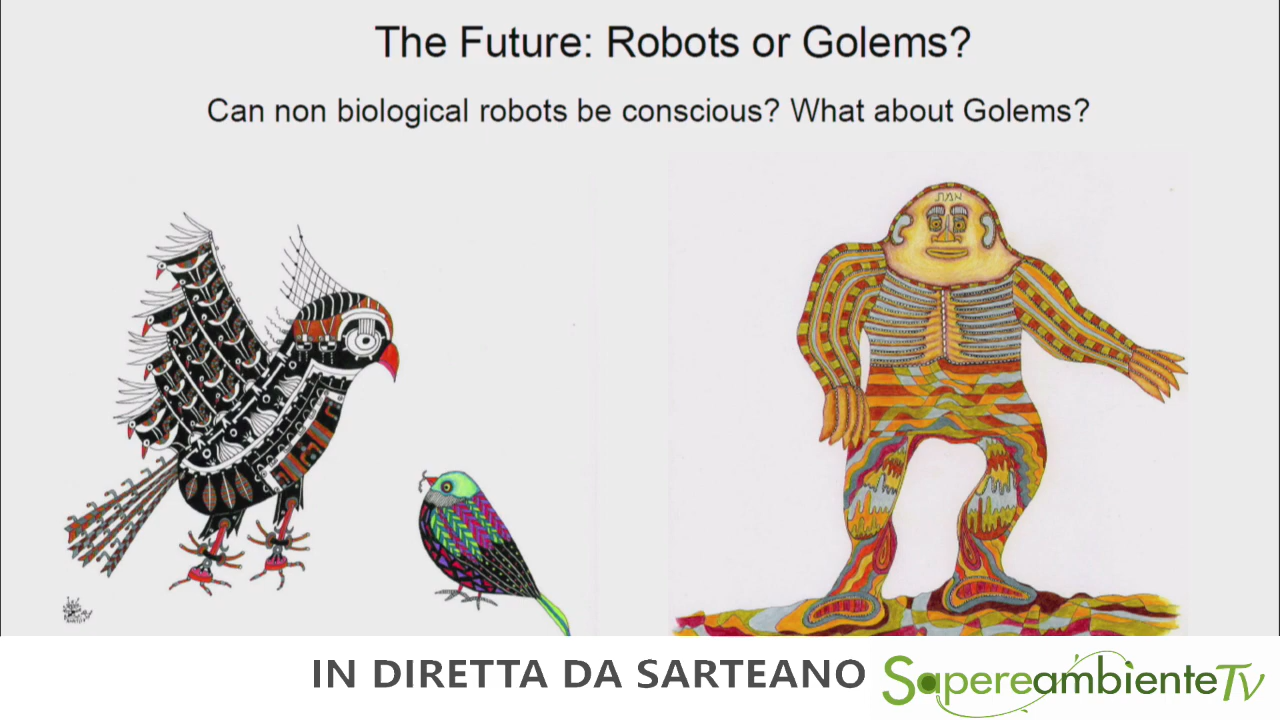 The Future: Robots or Golems?
Can non biological robots be conscious? What about Golems?
אמת
IN DIRETTA DA SARTEANO
SapereambienteTv